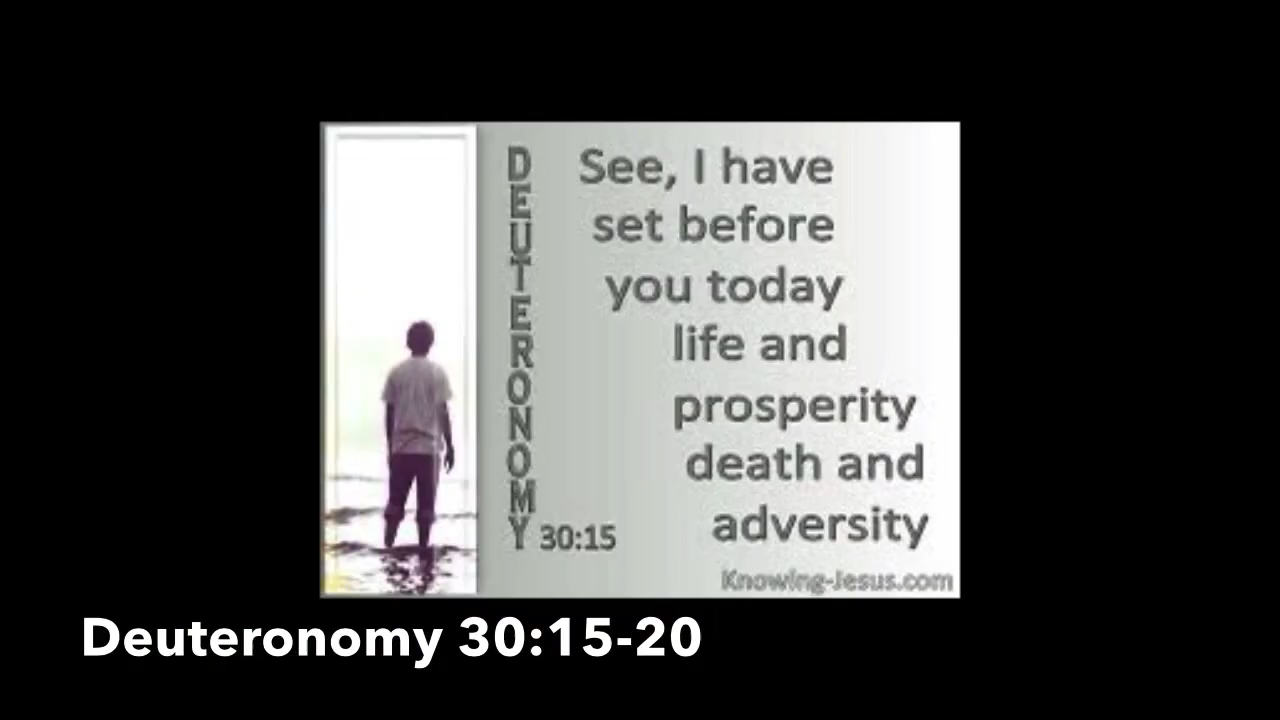 DEUTERONOMY 30:15
See, I have
set before
you today
life and
prosperity
death and
adversity
Knowing-Jesus.com
Deuteronomy 30:15-20